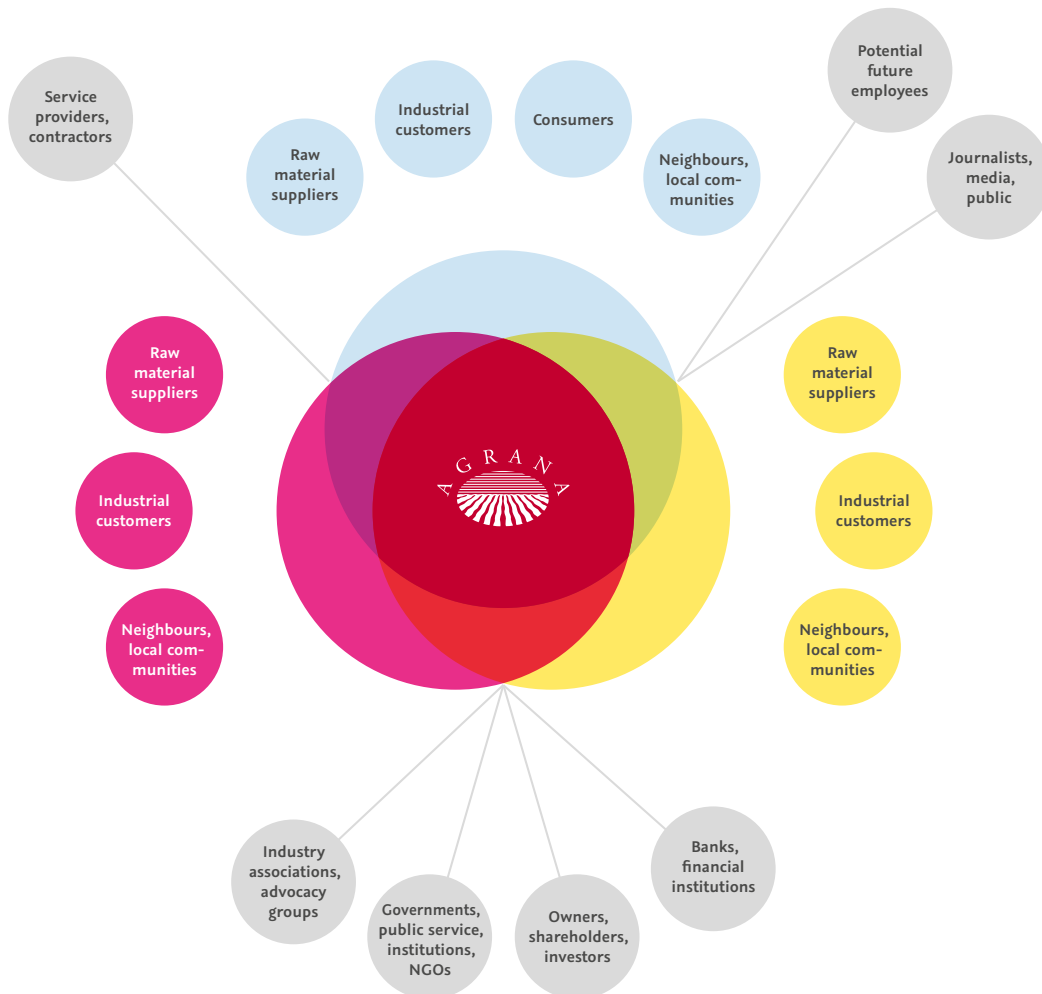 Service
providers,
contractors
Raw
material
suppliers
Industrial
customers
Consumers
Neighbours,
local com-
munities
Potential
future
employees
Journalists,
media,
public
Raw
material
suppliers
Industrial
customers
Neighbours,
local com-
munities
AGRANA
Raw
material
suppliers
Industrial
customers
Neighbours,
local com-
munities
Industry
associations,
advocacy
groups
Governments,
public service,
institutions,
NGOs
Owners,
shareholders,
investors
Banks,
financial
institutions